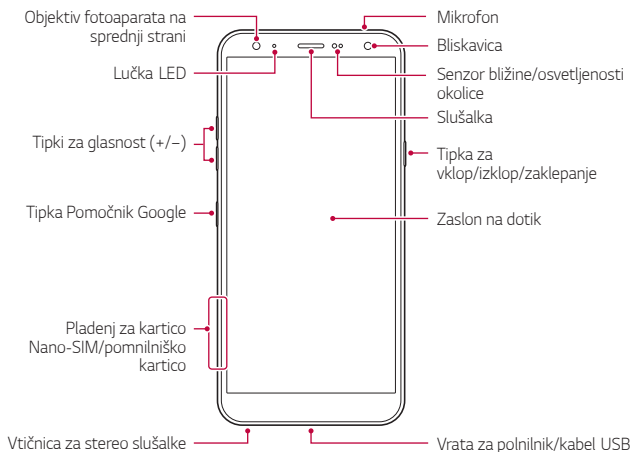 Objektiv fotoaparata na
sprednji strani
Lučka LED
Tipki za glasnost (+/−)
Tipka Pomočnik Google
Pladenj za kartico
Nano-SIM/pomnilniško
kartico
Vtičnica za stereo slušalke
Mikrofon
Bliskavica
Senzor bližine/osvetljenosti
okolice
Slušalka
Tipka za
vklop/izklop/zaklepanje
Zaslon na dotik
Vrata za polnilnik/kabel USB